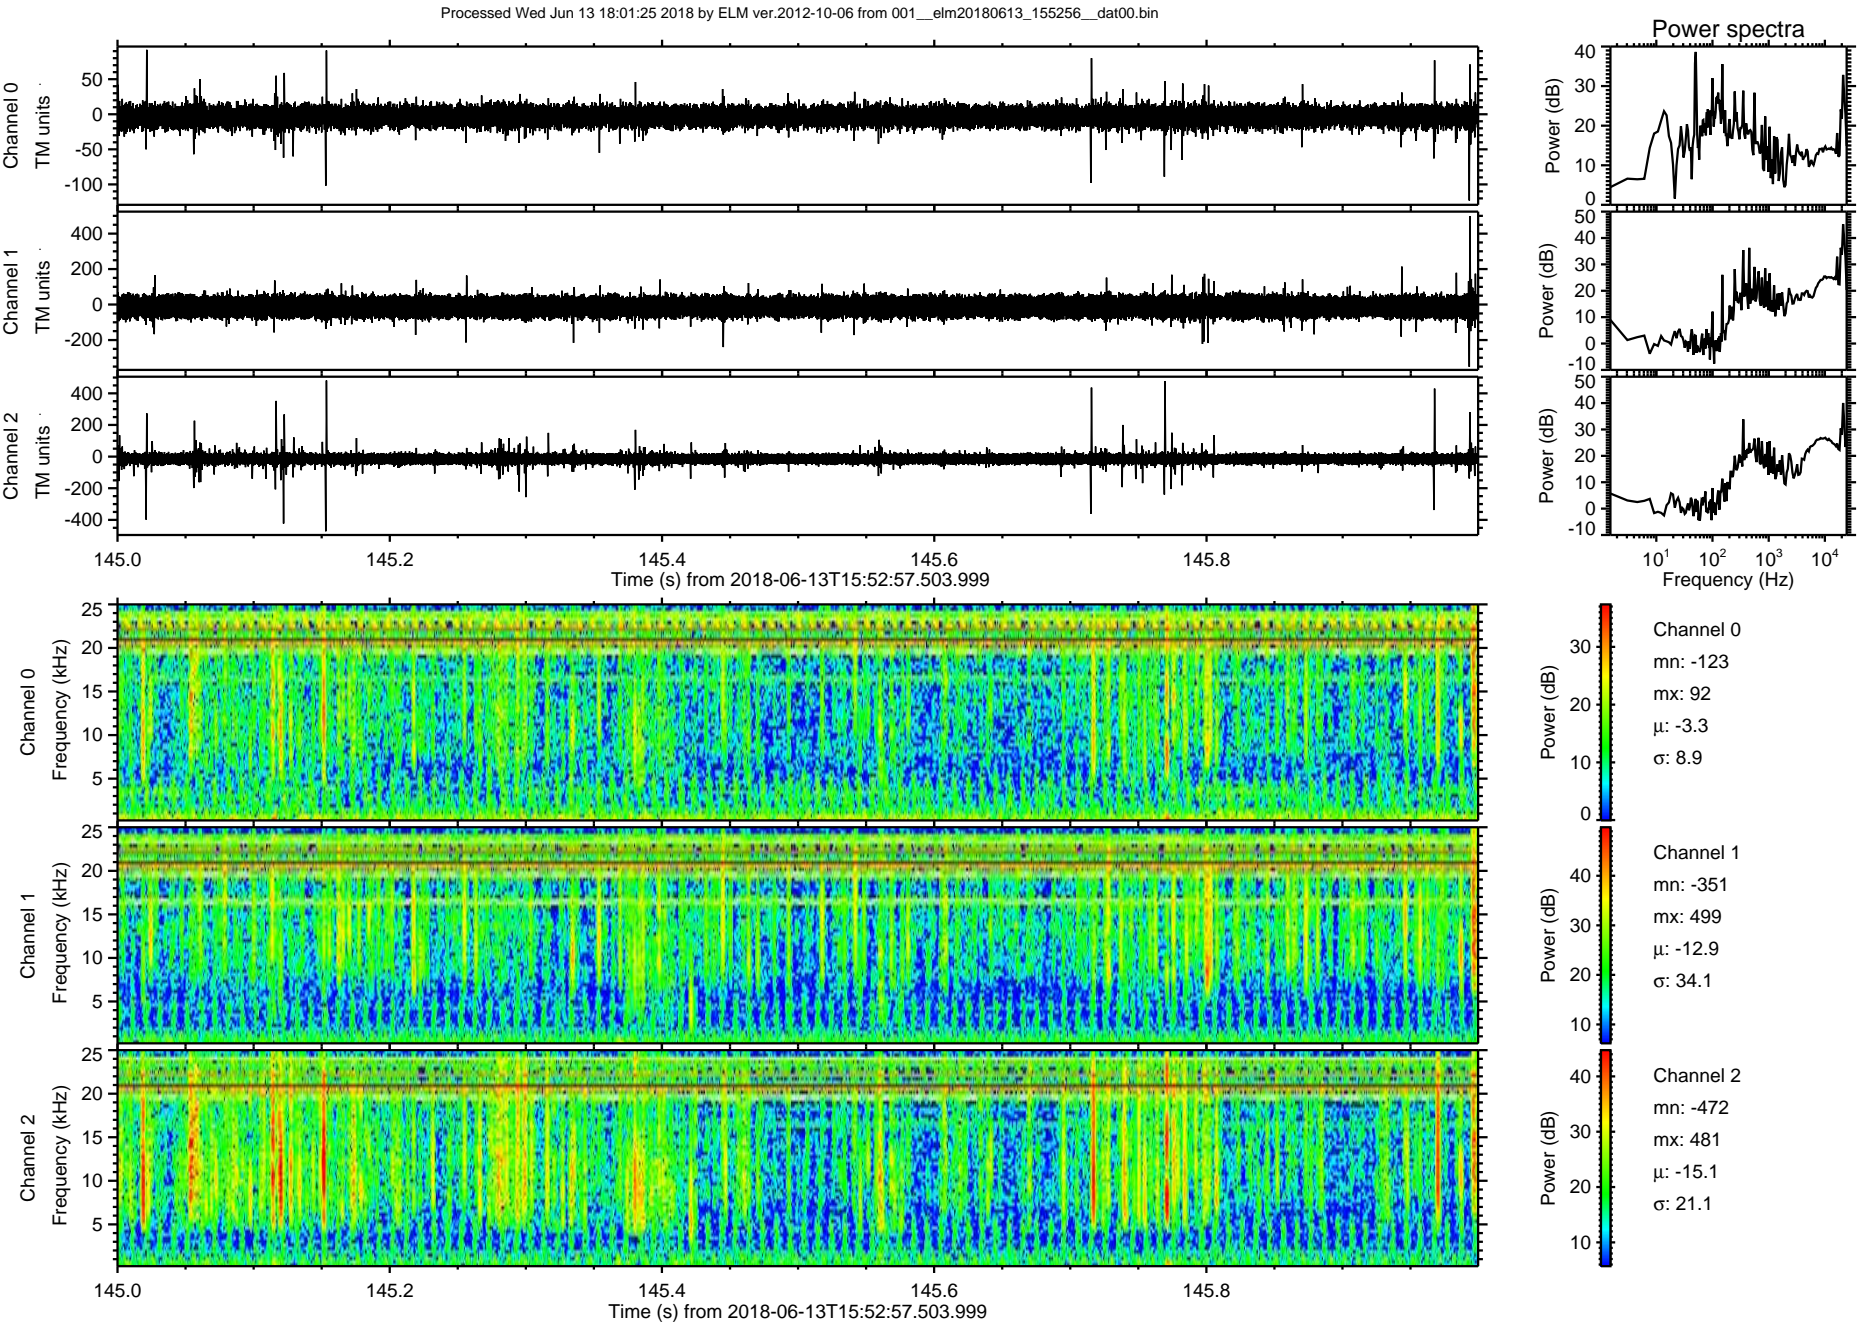 Processed Wed Jun 13 18:01:25 2018 by ELM ver.2012-10-06 from 001__elm20180613_155256__dat00.bin
Power spectra
Channel 0
TM units
50
0
-50
-100
Power (dB)
40
30
20
10
0
Channel 1
TM units
400
200
0
-200
Power (dB)
50
40
30
20
10
0
-10
Channel 2
TM units
400
200
0
-200
-400
Power (dB)
50
40
30
20
10
0
-10
145.0 145.2 145.4 145.6 145.8
Time (s) from 2018-06-13T15:52:57.503.999
10¹ 10² 10³ 10⁴
Frequency (Hz)
Channel 0
Frequency (kHz)
25
20
15
10
5
Power (dB)
30
20
10
0
Channel 0
mn: -123
mx: 92
μ: -3.3
σ: 8.9
Channel 1
Frequency (kHz)
25
20
15
10
5
Power (dB)
40
30
20
10
Channel 1
mn: -351
mx: 499
μ: -12.9
σ: 34.1
Channel 2
Frequency (kHz)
25
20
15
10
5
Power (dB)
40
30
20
10
Channel 2
mn: -472
mx: 481
μ: -15.1
σ: 21.1
145.0 145.2 145.4 145.6 145.8
Time (s) from 2018-06-13T15:52:57.503.999